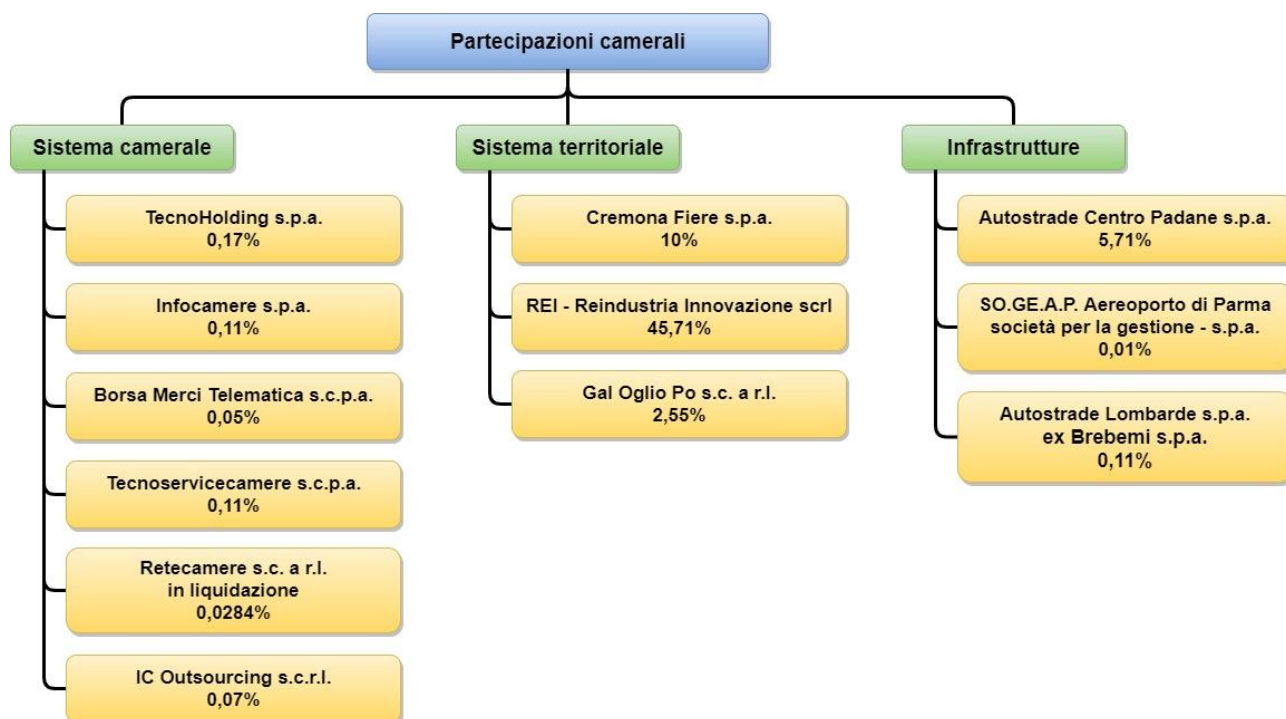 Partecipazioni camerali
Sistema camerale
TecnoHolding s.p.a.
0,17%
Infocamere s.p.a.
0,11%
Borsa Merci Telematica s.c.p.a.
0,05%
Tecnoservicecamere s.c.p.a.
0,11%
Retecamere s.c. a r.l.
in liquidazione
0,0284%
IC Outsourcing s.c.r.l.
0,07%
Sistema territoriale
Cremona Fiere s.p.a.
10%
REI - Reindustria Innovazione scrl
45,71%
Gal Oglio Po s.c. a r.l.
2,55%
Infrastrutture
Autostrade Centro Padane s.p.a.
5,71%
SO.GE.A.P. Aereoporto di Parma
società per la gestione - s.p.a.
0,01%
Autostrade Lombarde s.p.a.
ex Brebemi s.p.a.
0,11%